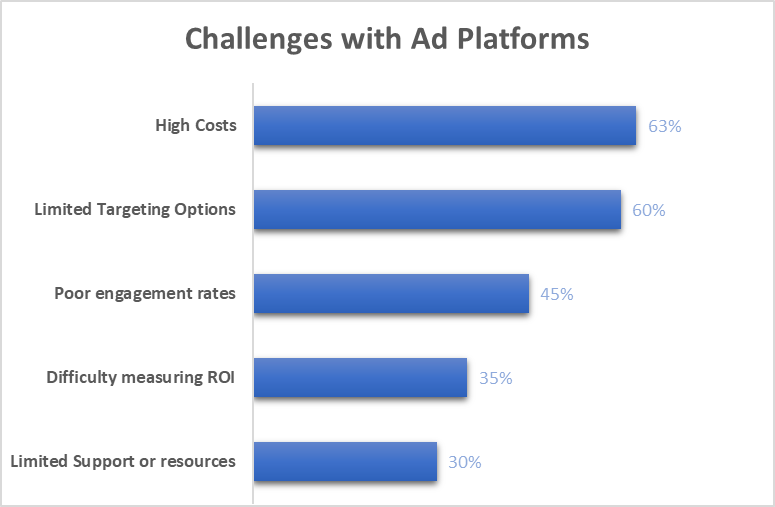 Challenges with Ad Platforms
High Costs 63%
Limited Targeting Options 60%
Poor engagement rates 45%
Difficulty measuring ROI 35%
Limited Support or resources 30%